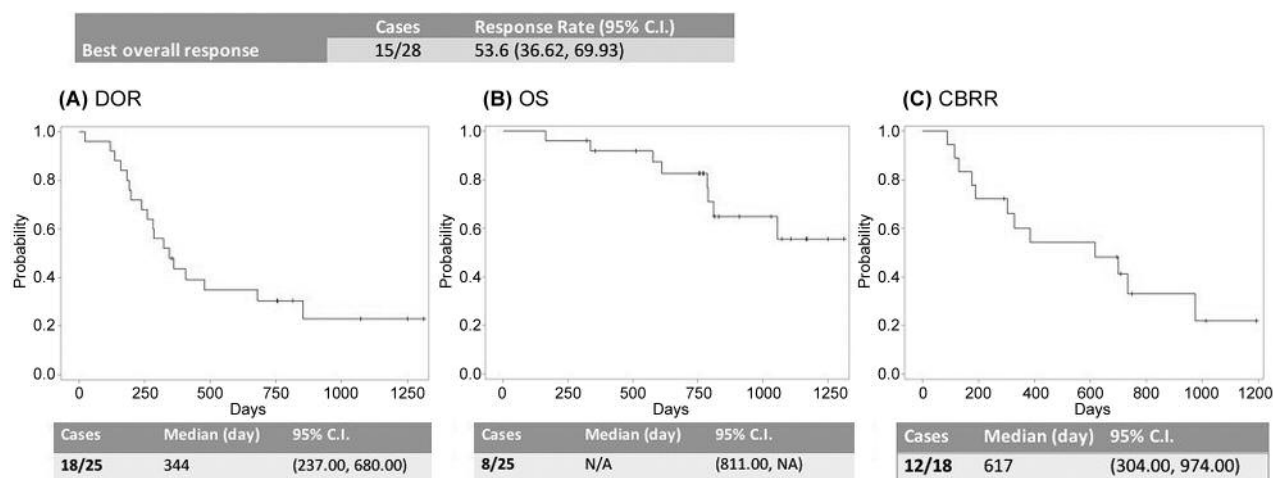 Cases Response Rate (95% C.I.)
Best overall response 15/28 53.6 (36.62, 69.93)
(A) DOR
1.0
0.8
0.6
0.4
0.2
0.0
Probability
0 250 500 750 1000 1250
Days
Cases Median (day) 95% C.I.
18/25 344 (237.00, 680.00)
(B) OS
1.0
0.8
0.6
0.4
0.2
0.0
Probability
0 250 500 750 1000 1250
Days
Cases Median (day) 95% C.I.
8/25 N/A (811.00, NA)
(C) CBRR
1.0
0.8
0.6
0.4
0.2
0.0
Probability
0 200 400 600 800 1000 1200
Days
Cases Median (day) 95% C.I.
12/18 617 (304.00, 974.00)